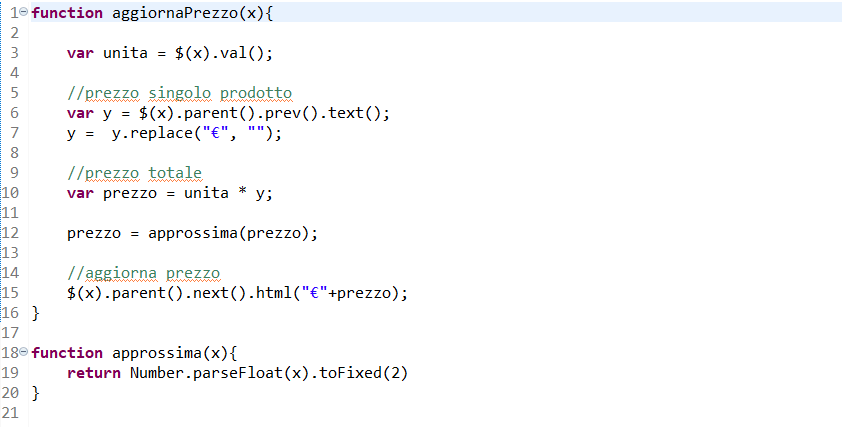 1 function aggiornaPrezzo(x){
2
3     var unita = $(x).val();
4
5     //prezzo singolo prodotto
6     var y = $(x).parent().prev().text();
7     y =  y.replace("€", "");
8
9     //prezzo totale
10     var prezzo = unita * y;
11
12     prezzo = approssima(prezzo);
13
14     //aggiorna prezzo
15     $(x).parent().next().html("€"+prezzo);
16 }
17
18 function approssima(x){
19     return Number.parseFloat(x).toFixed(2)
20 }
21